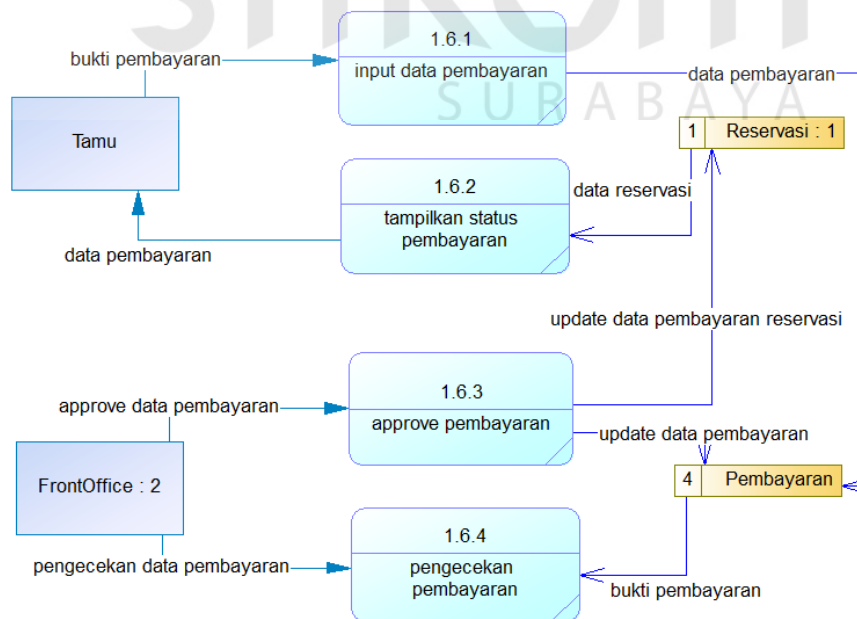 1.6.1
bukti pembayaran
input data pembayaran
data pembayaran
SURABAYA
Tamu
1 Reservasi : 1
1.6.2
data reservasi
tampilkan status
pembayaran
data pembayaran
update data pembayaran reservasi
1.6.3
approve data pembayaran
approve pembayaran
update data pembayaran
FrontOffice : 2
4 Pembayaran
1.6.4
pengecekan data pembayaran
pengecekan
pembayaran
bukti pembayaran